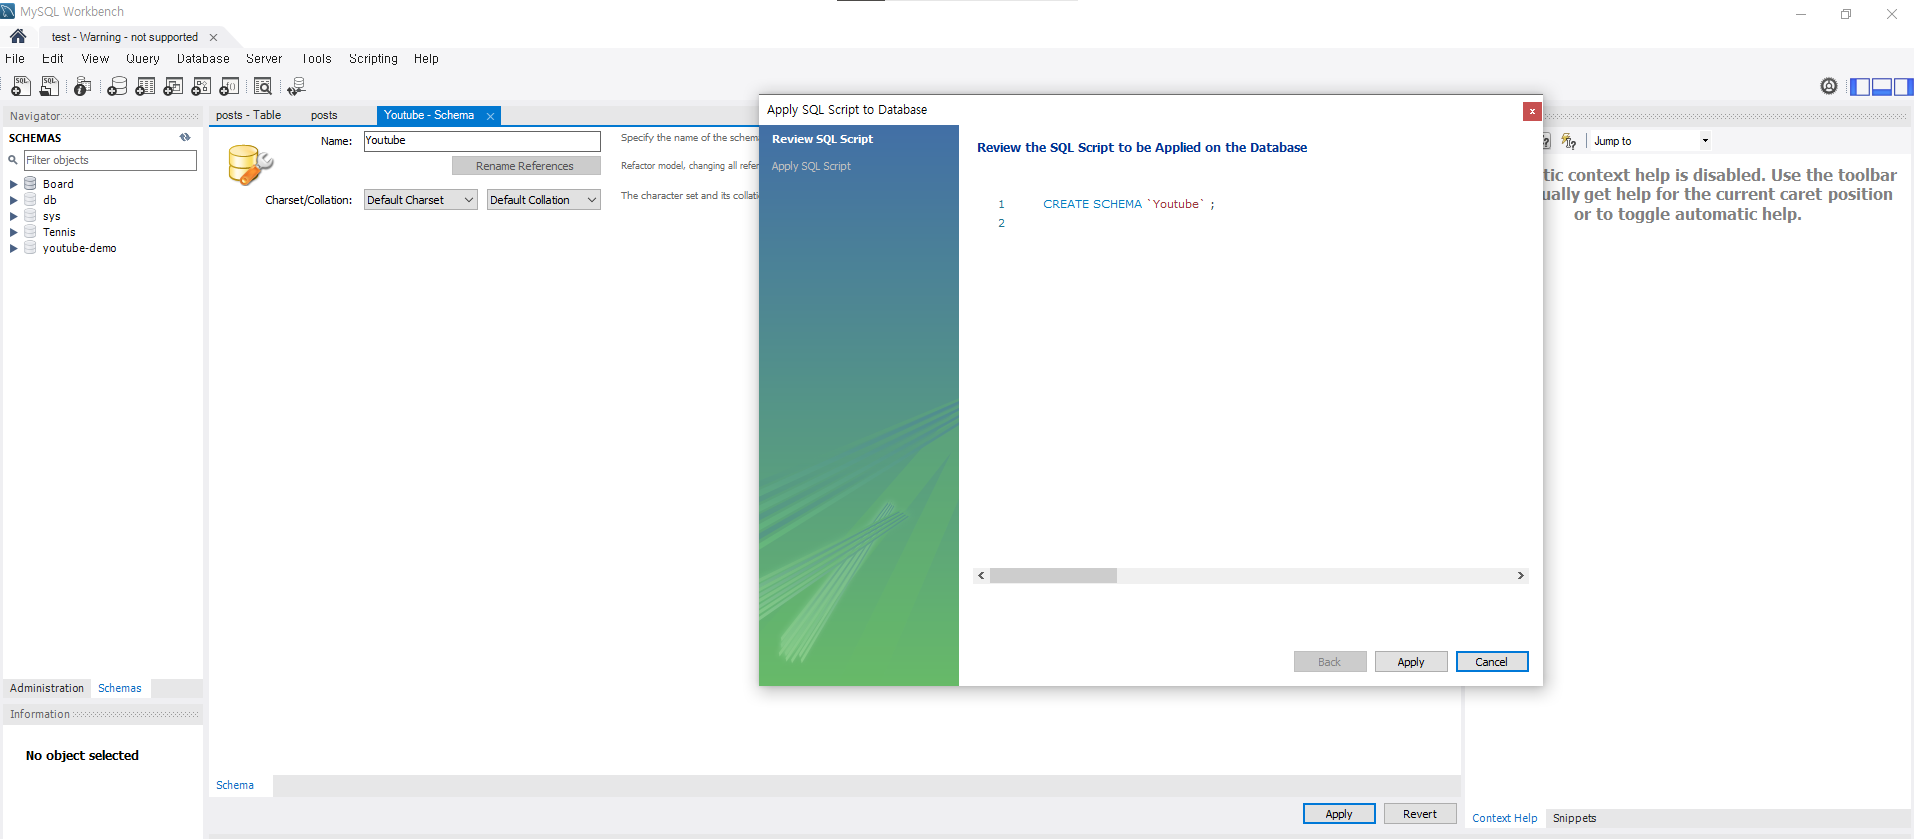 MySQL Workbench
test - Warning - not supported
File Edit View Query Database Server Tools Scripting Help
Navigator
SCHEMAS
Filter objects
Board
db
sys
Tennis
youtube-demo
Administration Schemas
Information
No object selected
posts - Table posts Youtube - Schema
Name: Youtube
Specify the name of the schema
Rename References
Refactor model, changing all refer
Charset/Collation: Default Charset Default Collation
The character set and its collati
Schema
Apply Revert
Apply SQL Script to Database
Review SQL Script
Apply SQL Script
Review the SQL Script to be Applied on the Database
1 CREATE SCHEMA `Youtube` ;
2
Back Apply Cancel
Jump to
tic context help is disabled. Use the toolbar
ually get help for the current caret position
or to toggle automatic help.
Context Help Snippets